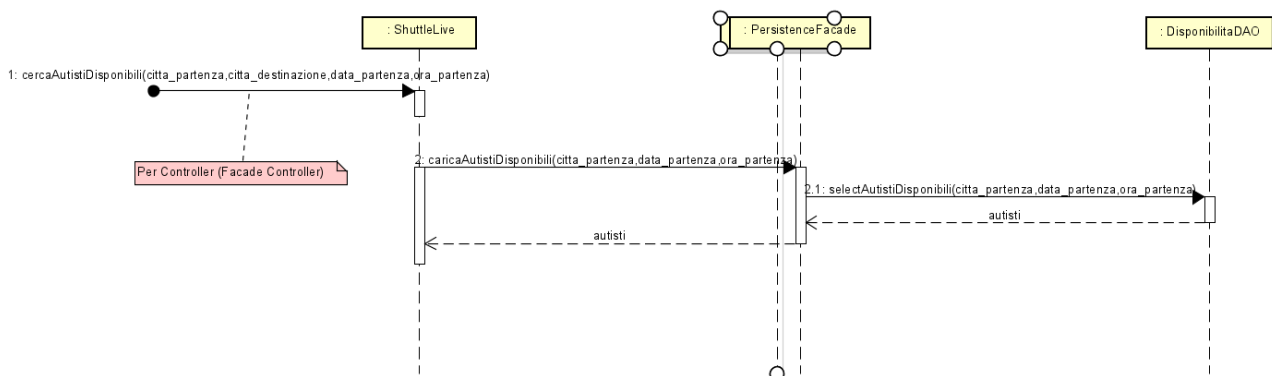 : ShuttleLive
: PersistenceFacade
: DisponibilitaDAO
1: cercaAutistiDisponibili(citta_partenza,citta_destinazione,data_partenza,ora_partenza)
Per Controller (Facade Controller)
2: caricaAutistiDisponibili(citta_partenza,data_partenza,ora_partenza)
2.1: selectAutistiDisponibili(citta_partenza,data_partenza,ora_partenza)
autisti
autisti